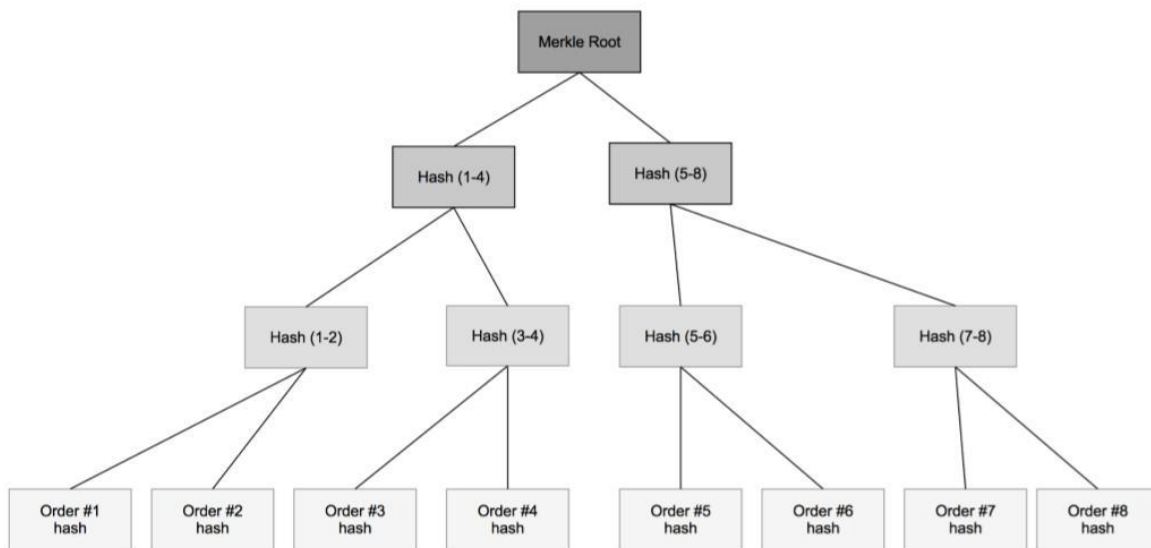 Merkle Root
Hash (1-4)
Hash (5-8)
Hash (1-2)
Hash (3-4)
Hash (5-6)
Hash (7-8)
Order #1
hash
Order #2
hash
Order #3
hash
Order #4
hash
Order #5
hash
Order #6
hash
Order #7
hash
Order #8
hash